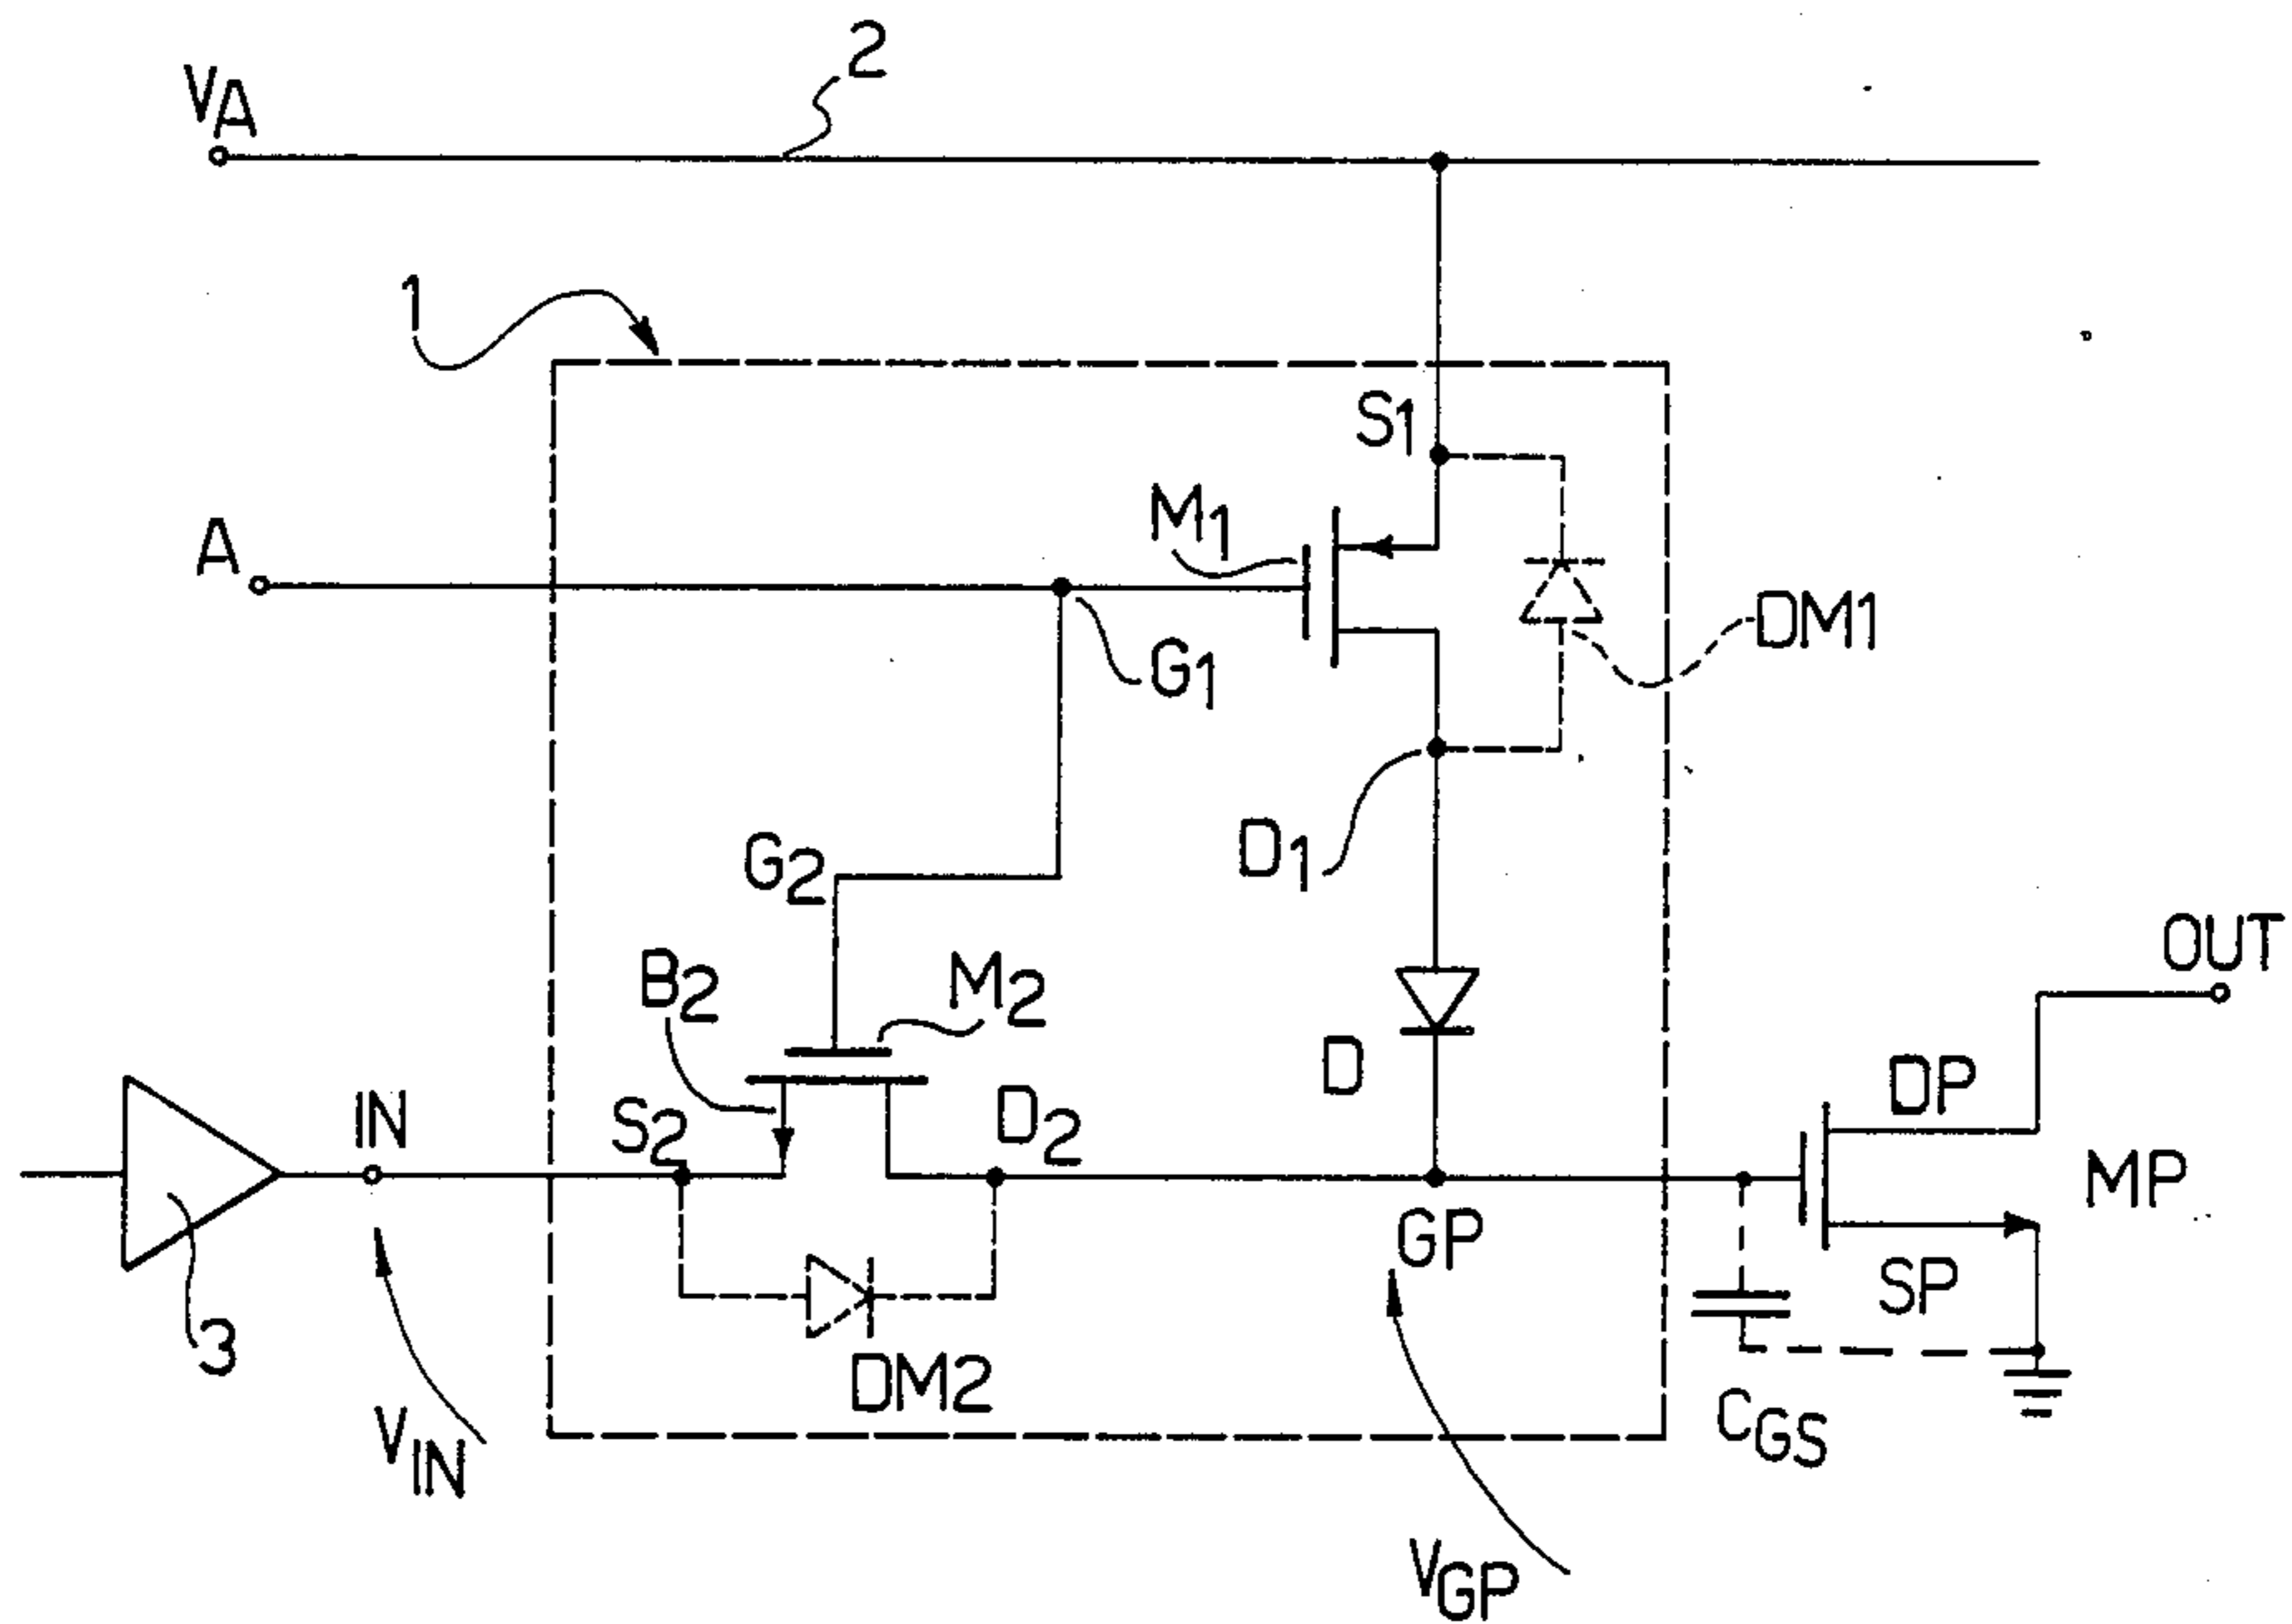 2
VA
1
S1
M1
A
DM1
G1
D1
G2
OUT
B2
M2
D
DP
IN
S2
D2
MP
GP
SP
3
DM2
CGS
VIN
VGP